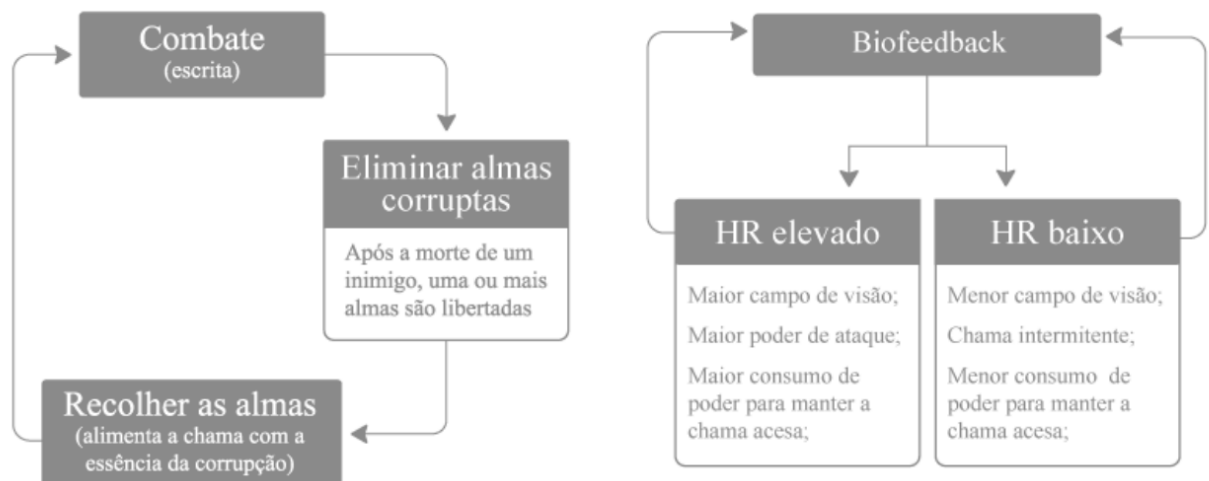 Combate
(escrita)
Eliminar almas
corruptas
Após a morte de um
inimigo, uma ou mais
almas são libertadas
Recolher as almas
(alimenta a chama com a
essência da corrupção)
Biofeedback
HR elevado
Maior campo de visão;
Maior poder de ataque;
Maior consumo de
poder para manter a
chama acesa;
HR baixo
Menor campo de visão;
Chama intermitente;
Menor consumo de
poder para manter a
chama acesa;